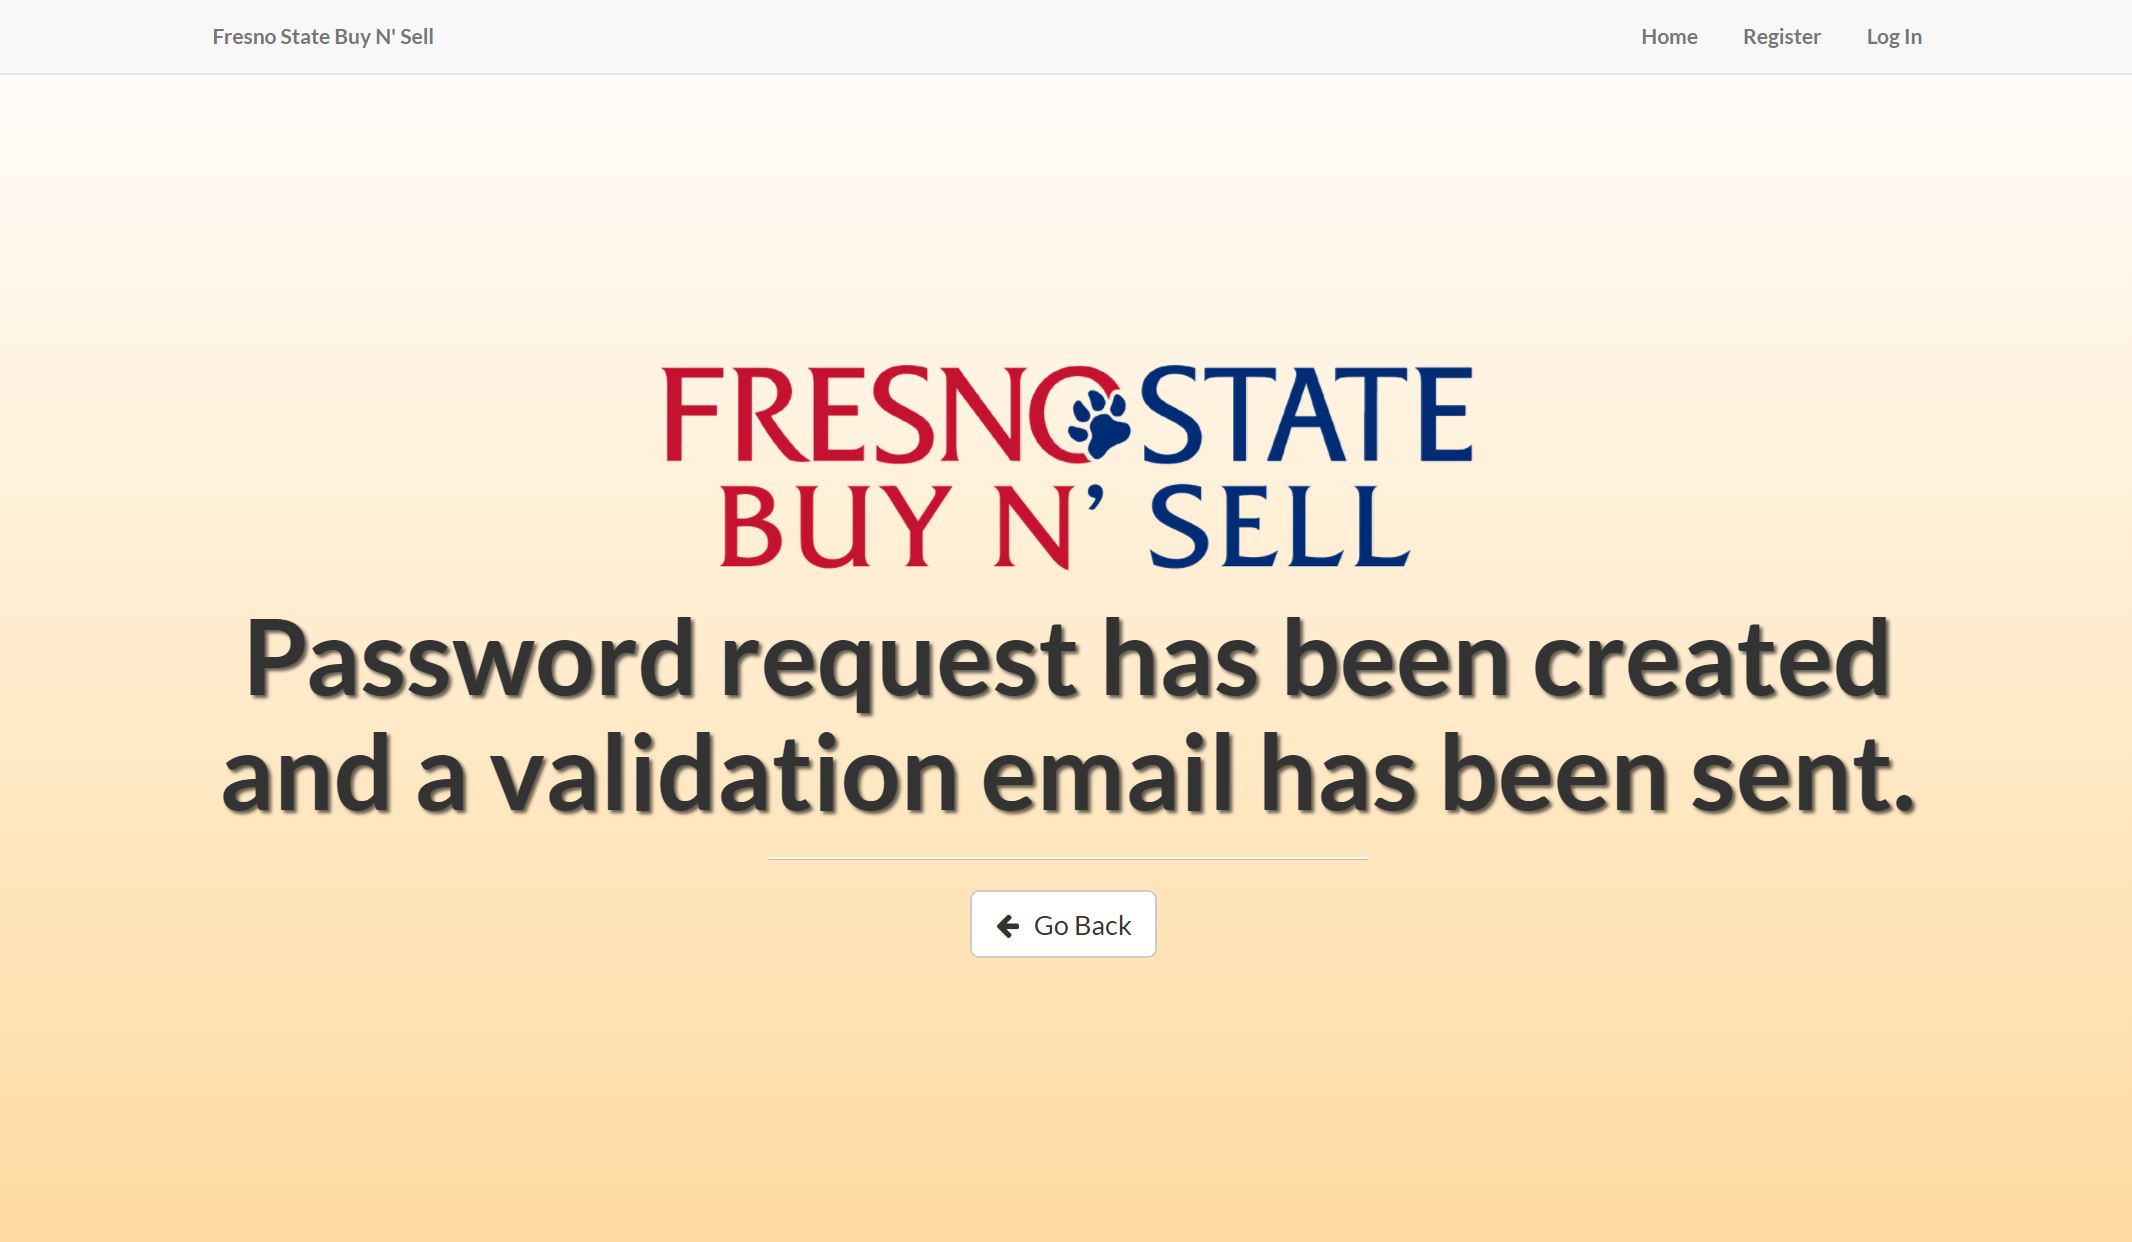 Fresno State Buy N' Sell
Home Register Log In
FRESNO STATE
BUY N’ SELL
Password request has been created
and a validation email has been sent.
Go Back